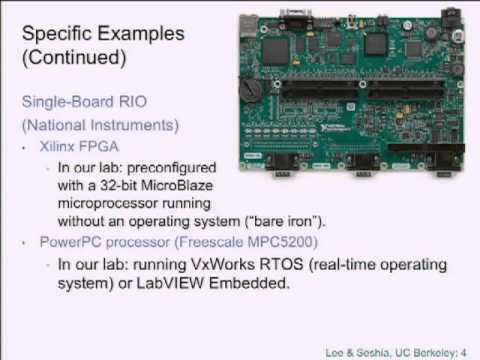 Specific Examples
(Continued)
Single-Board RIO
(National Instruments)
• Xilinx FPGA
• In our lab: preconfigured
with a 32-bit MicroBlaze
microprocessor running
without an operating system (“bare iron”).
• PowerPC processor (Freescale MPC5200)
• In our lab: running VxWorks RTOS (real-time operating
system) or LabVIEW Embedded.
Lee & Seshia, UC Berkeley: 4